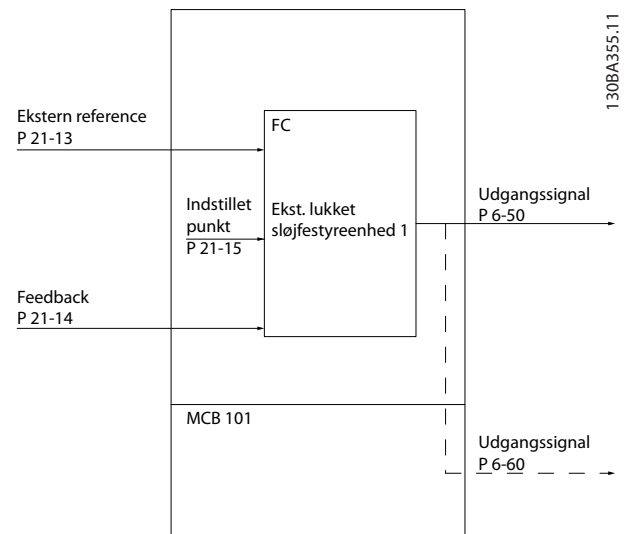 130BA355.11
Ekstern reference
P 21-13
FC
Indstillet
punkt
P 21-15
Ekst. lukket
sløjfestyreenhed 1
Udgangssignal
P 6-50
Feedback
P 21-14
MCB 101
Udgangssignal
P 6-60